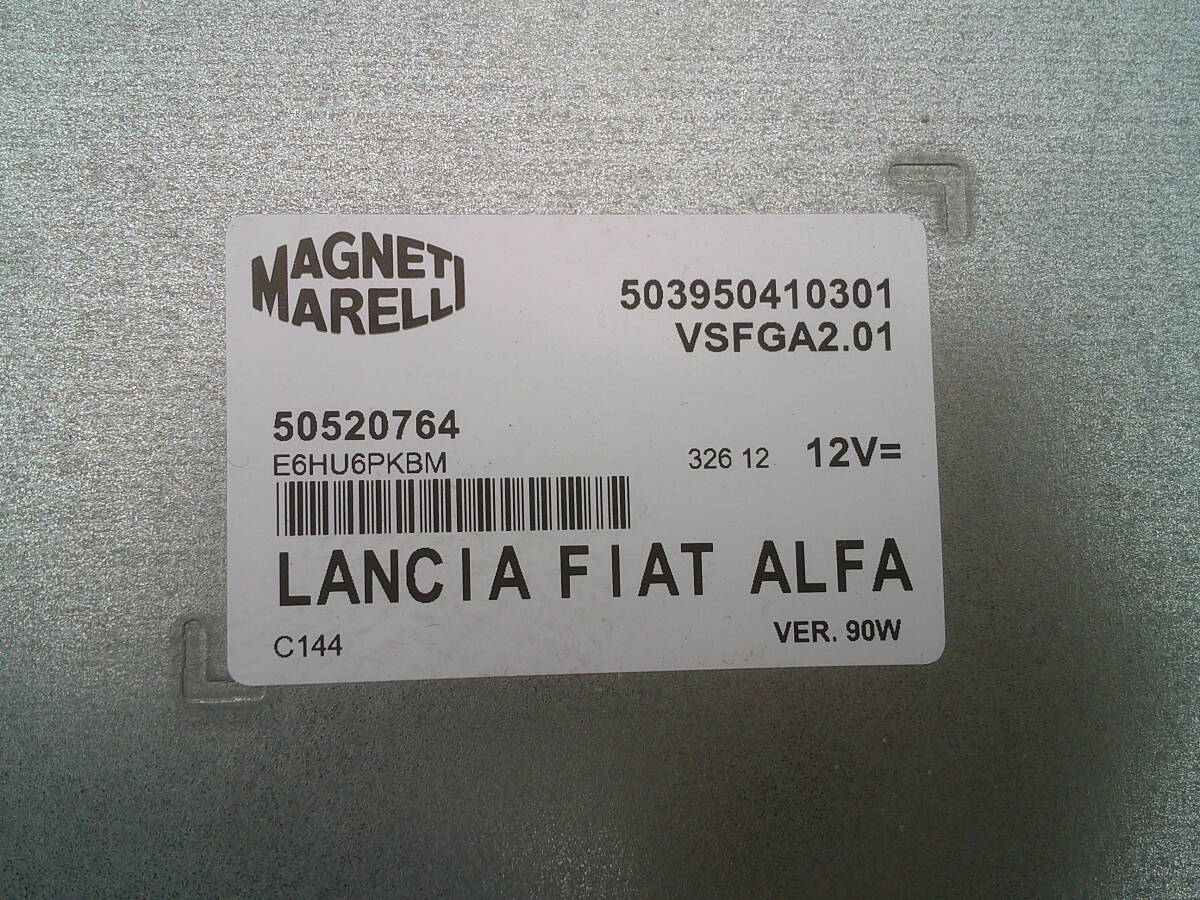 MAGNETI
MARELLI
503950410301
VSFGA2.01
50520764
E6HU6PKBM
326 12 12V=
LANCIA FIAT ALFA
C144 VER. 90W